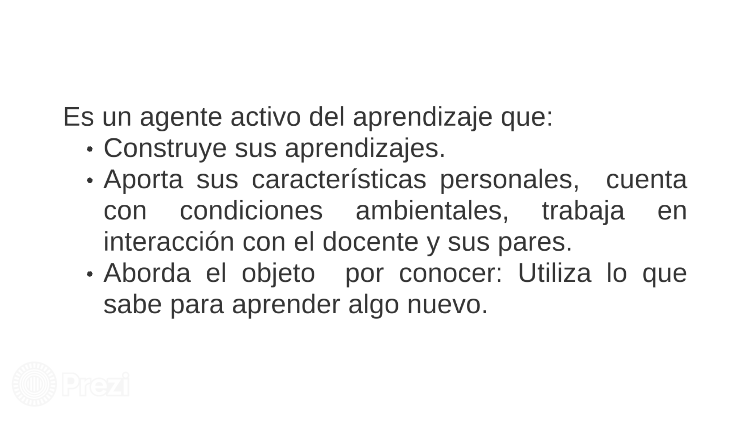 Es un agente activo del aprendizaje que:
• Construye sus aprendizajes.
• Aporta sus características personales, cuenta
con condiciones ambientales, trabaja en
interacción con el docente y sus pares.
• Aborda el objeto por conocer: Utiliza lo que
sabe para aprender algo nuevo.
Prezi